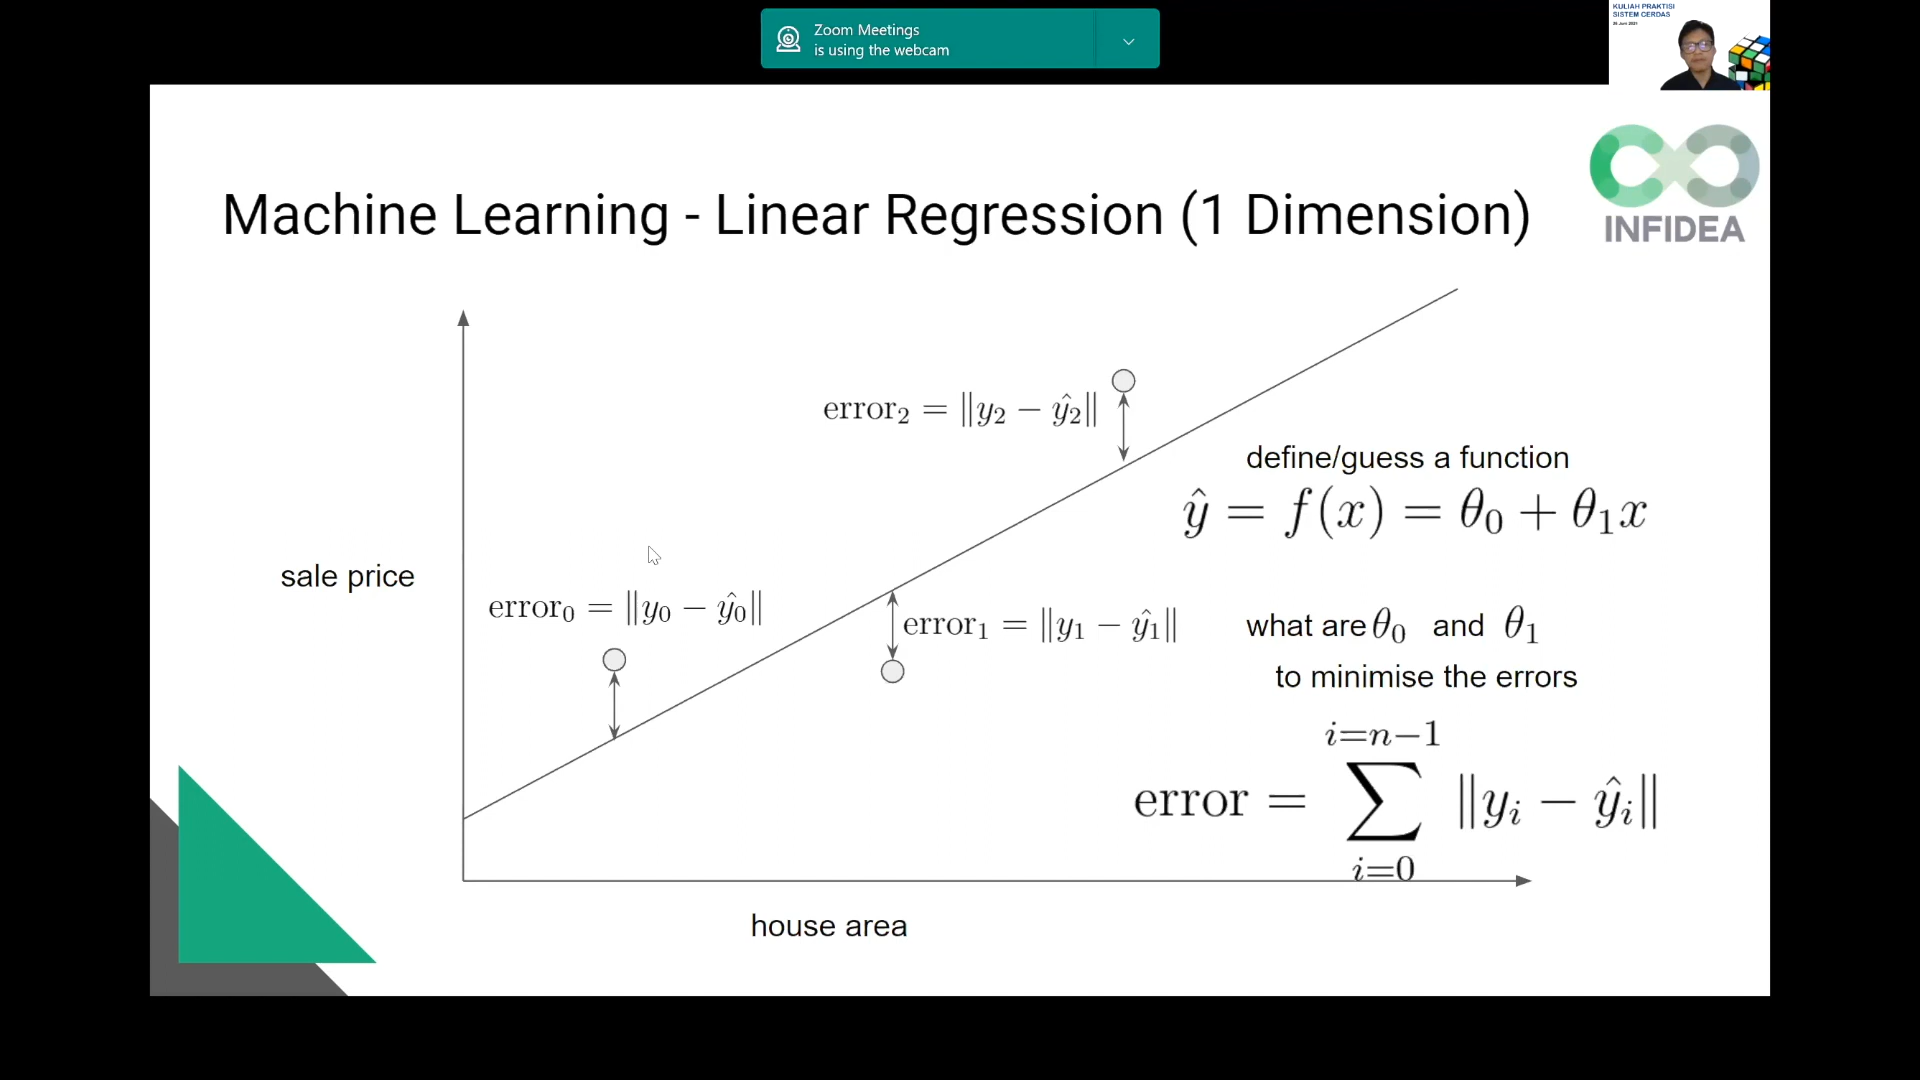 Zoom Meetings
is using the webcam
KULIAH PRAKTISI
SISTEM CERDAS
INFIDEA
Machine Learning - Linear Regression (1 Dimension)
error₂ = ‖y₂ − ŷ₂‖
define/guess a function
ŷ = f(x) = θ₀ + θ₁x
sale price
error₀ = ‖y₀ − ŷ₀‖
error₁ = ‖y₁ − ŷ₁‖
what are θ₀ and θ₁
to minimise the errors
i=n−1
error = ∑ ‖yᵢ − ŷᵢ‖
i=0
house area